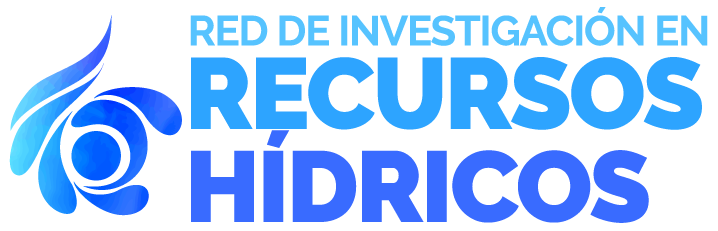 RED DE INVESTIGACIÓN EN
RECURSOS
HÍDRICOS